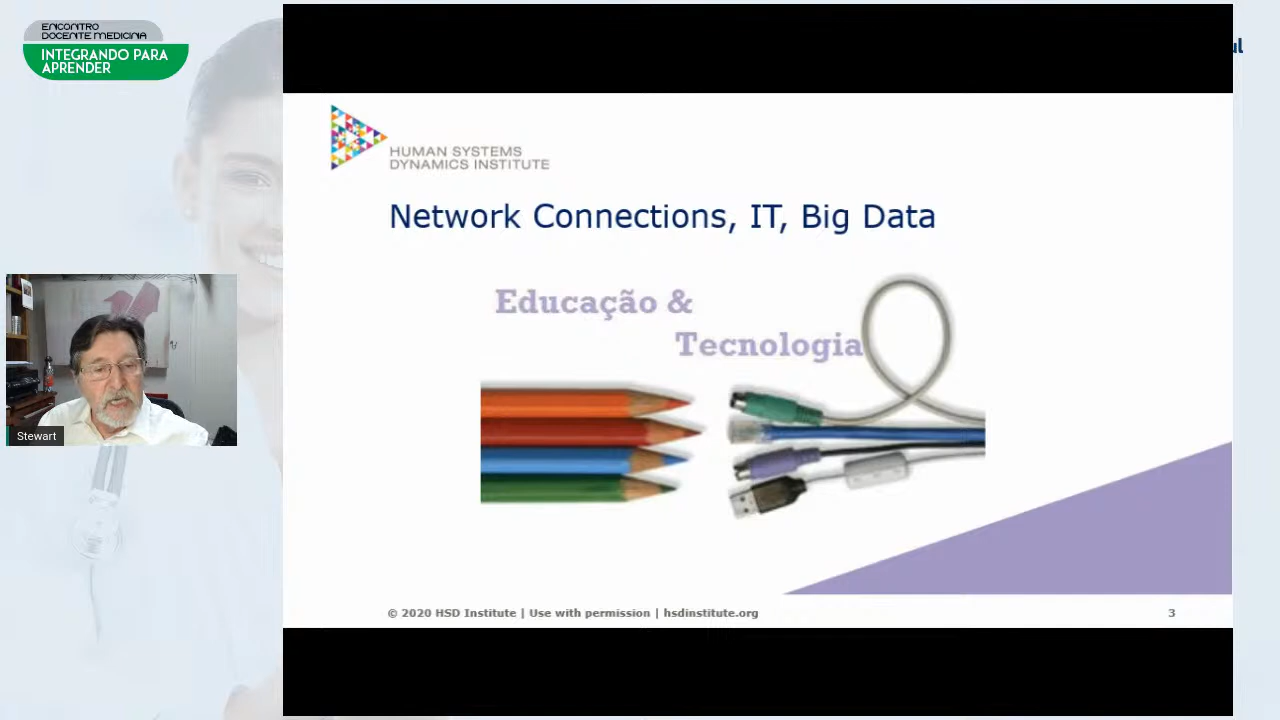 ENCONTRO
DOCENTE MEDICINA
INTEGRANDO PARA
APRENDER
ul
HUMAN SYSTEMS
DYNAMICS INSTITUTE
Network Connections, IT, Big Data
Educação &
Tecnologia
Stewart
© 2020 HSD Institute | Use with permission | hsdinstitute.org
3